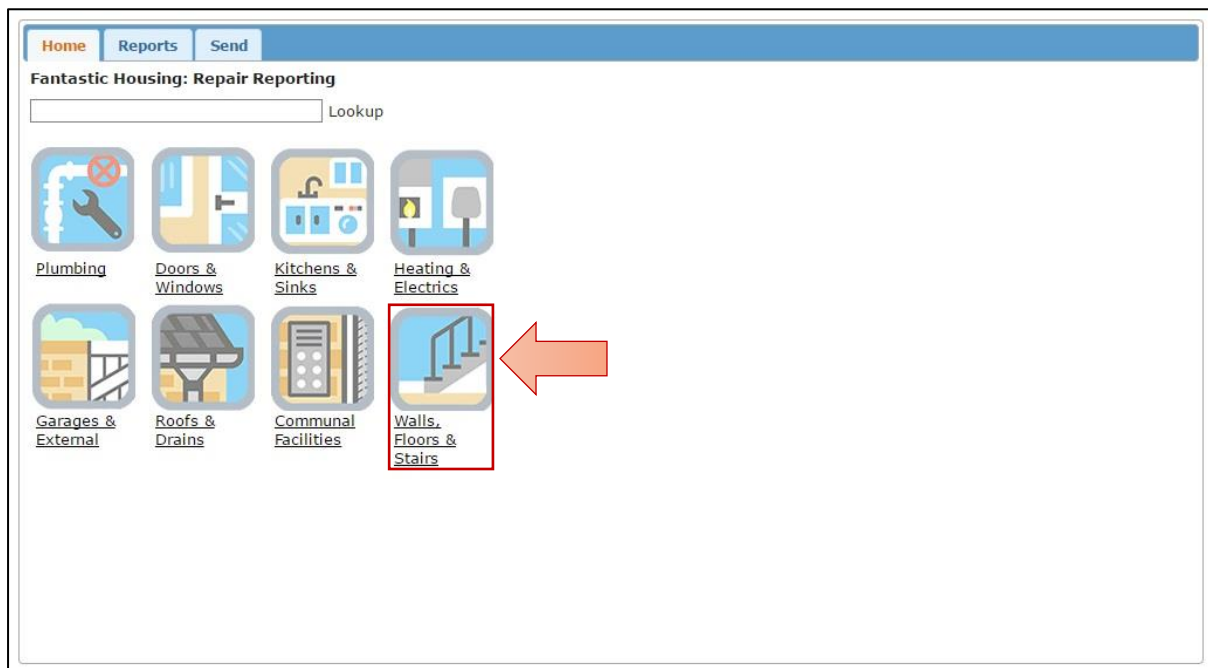 Home Reports Send
Fantastic Housing: Repair Reporting
Lookup
Plumbing
Doors &
Windows
Kitchens &
Sinks
Heating &
Electrics
Garages &
External
Roofs &
Drains
Communal
Facilities
Walls,
Floors &
Stairs